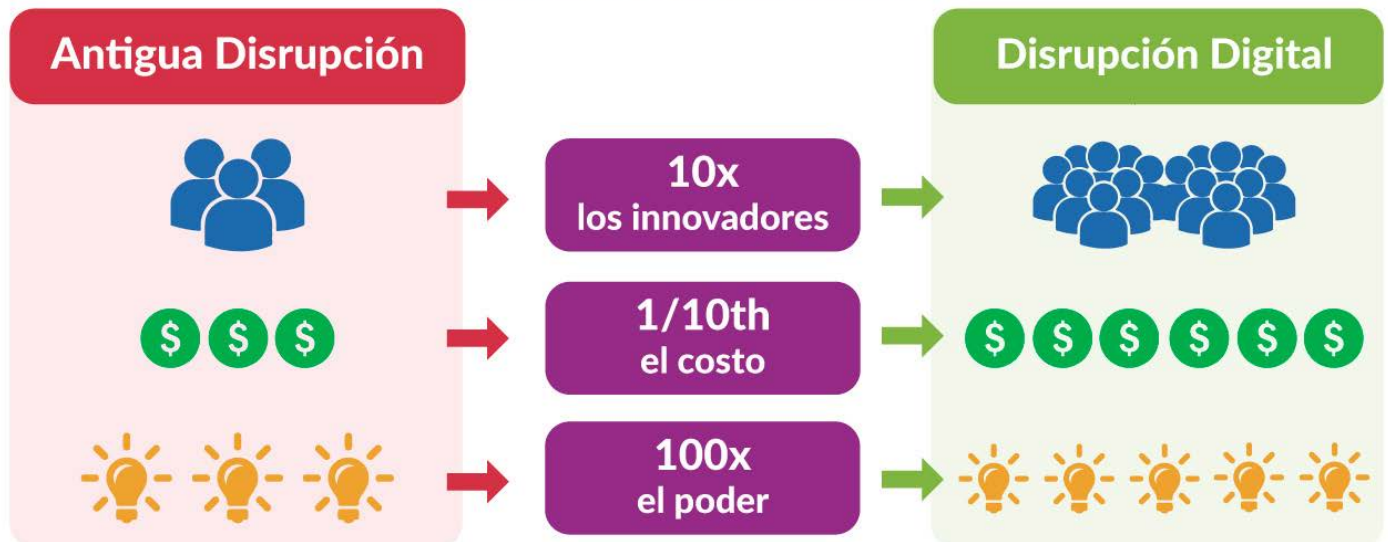 Antigua Disrupción
Disrupción Digital
10x
los innovadores
$ $ $
1/10th
el costo
$ $ $ $ $ $
100x
el poder